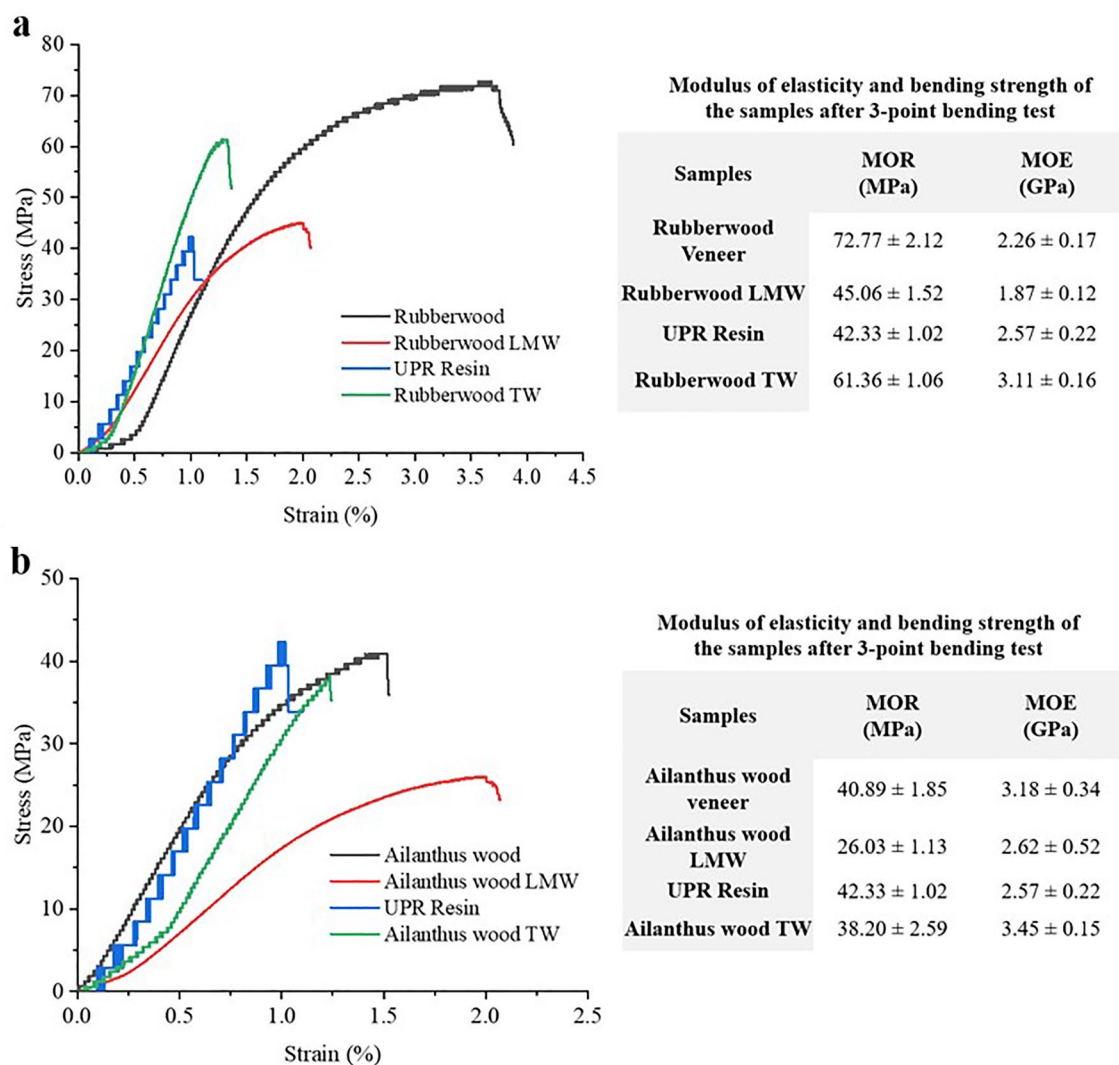 a
80
70
60
50
40
30
20
10
0
Stress (MPa)
0.0 0.5 1.0 1.5 2.0 2.5 3.0 3.5 4.0 4.5
Strain (%)
Rubberwood
Rubberwood LMW
UPR Resin
Rubberwood TW
Modulus of elasticity and bending strength of
the samples after 3-point bending test
Samples MOR MOE
(MPa) (GPa)
Rubberwood
Veneer 72.77 ± 2.12 2.26 ± 0.17
Rubberwood LMW 45.06 ± 1.52 1.87 ± 0.12
UPR Resin 42.33 ± 1.02 2.57 ± 0.22
Rubberwood TW 61.36 ± 1.06 3.11 ± 0.16
b
50
40
30
20
10
0
Stress (MPa)
0.0 0.5 1.0 1.5 2.0 2.5
Strain (%)
Ailanthus wood
Ailanthus wood LMW
UPR Resin
Ailanthus wood TW
Modulus of elasticity and bending strength of
the samples after 3-point bending test
Samples MOR MOE
(MPa) (GPa)
Ailanthus wood
veneer 40.89 ± 1.85 3.18 ± 0.34
Ailanthus wood
LMW 26.03 ± 1.13 2.62 ± 0.52
UPR Resin 42.33 ± 1.02 2.57 ± 0.22
Ailanthus wood TW 38.20 ± 2.59 3.45 ± 0.15